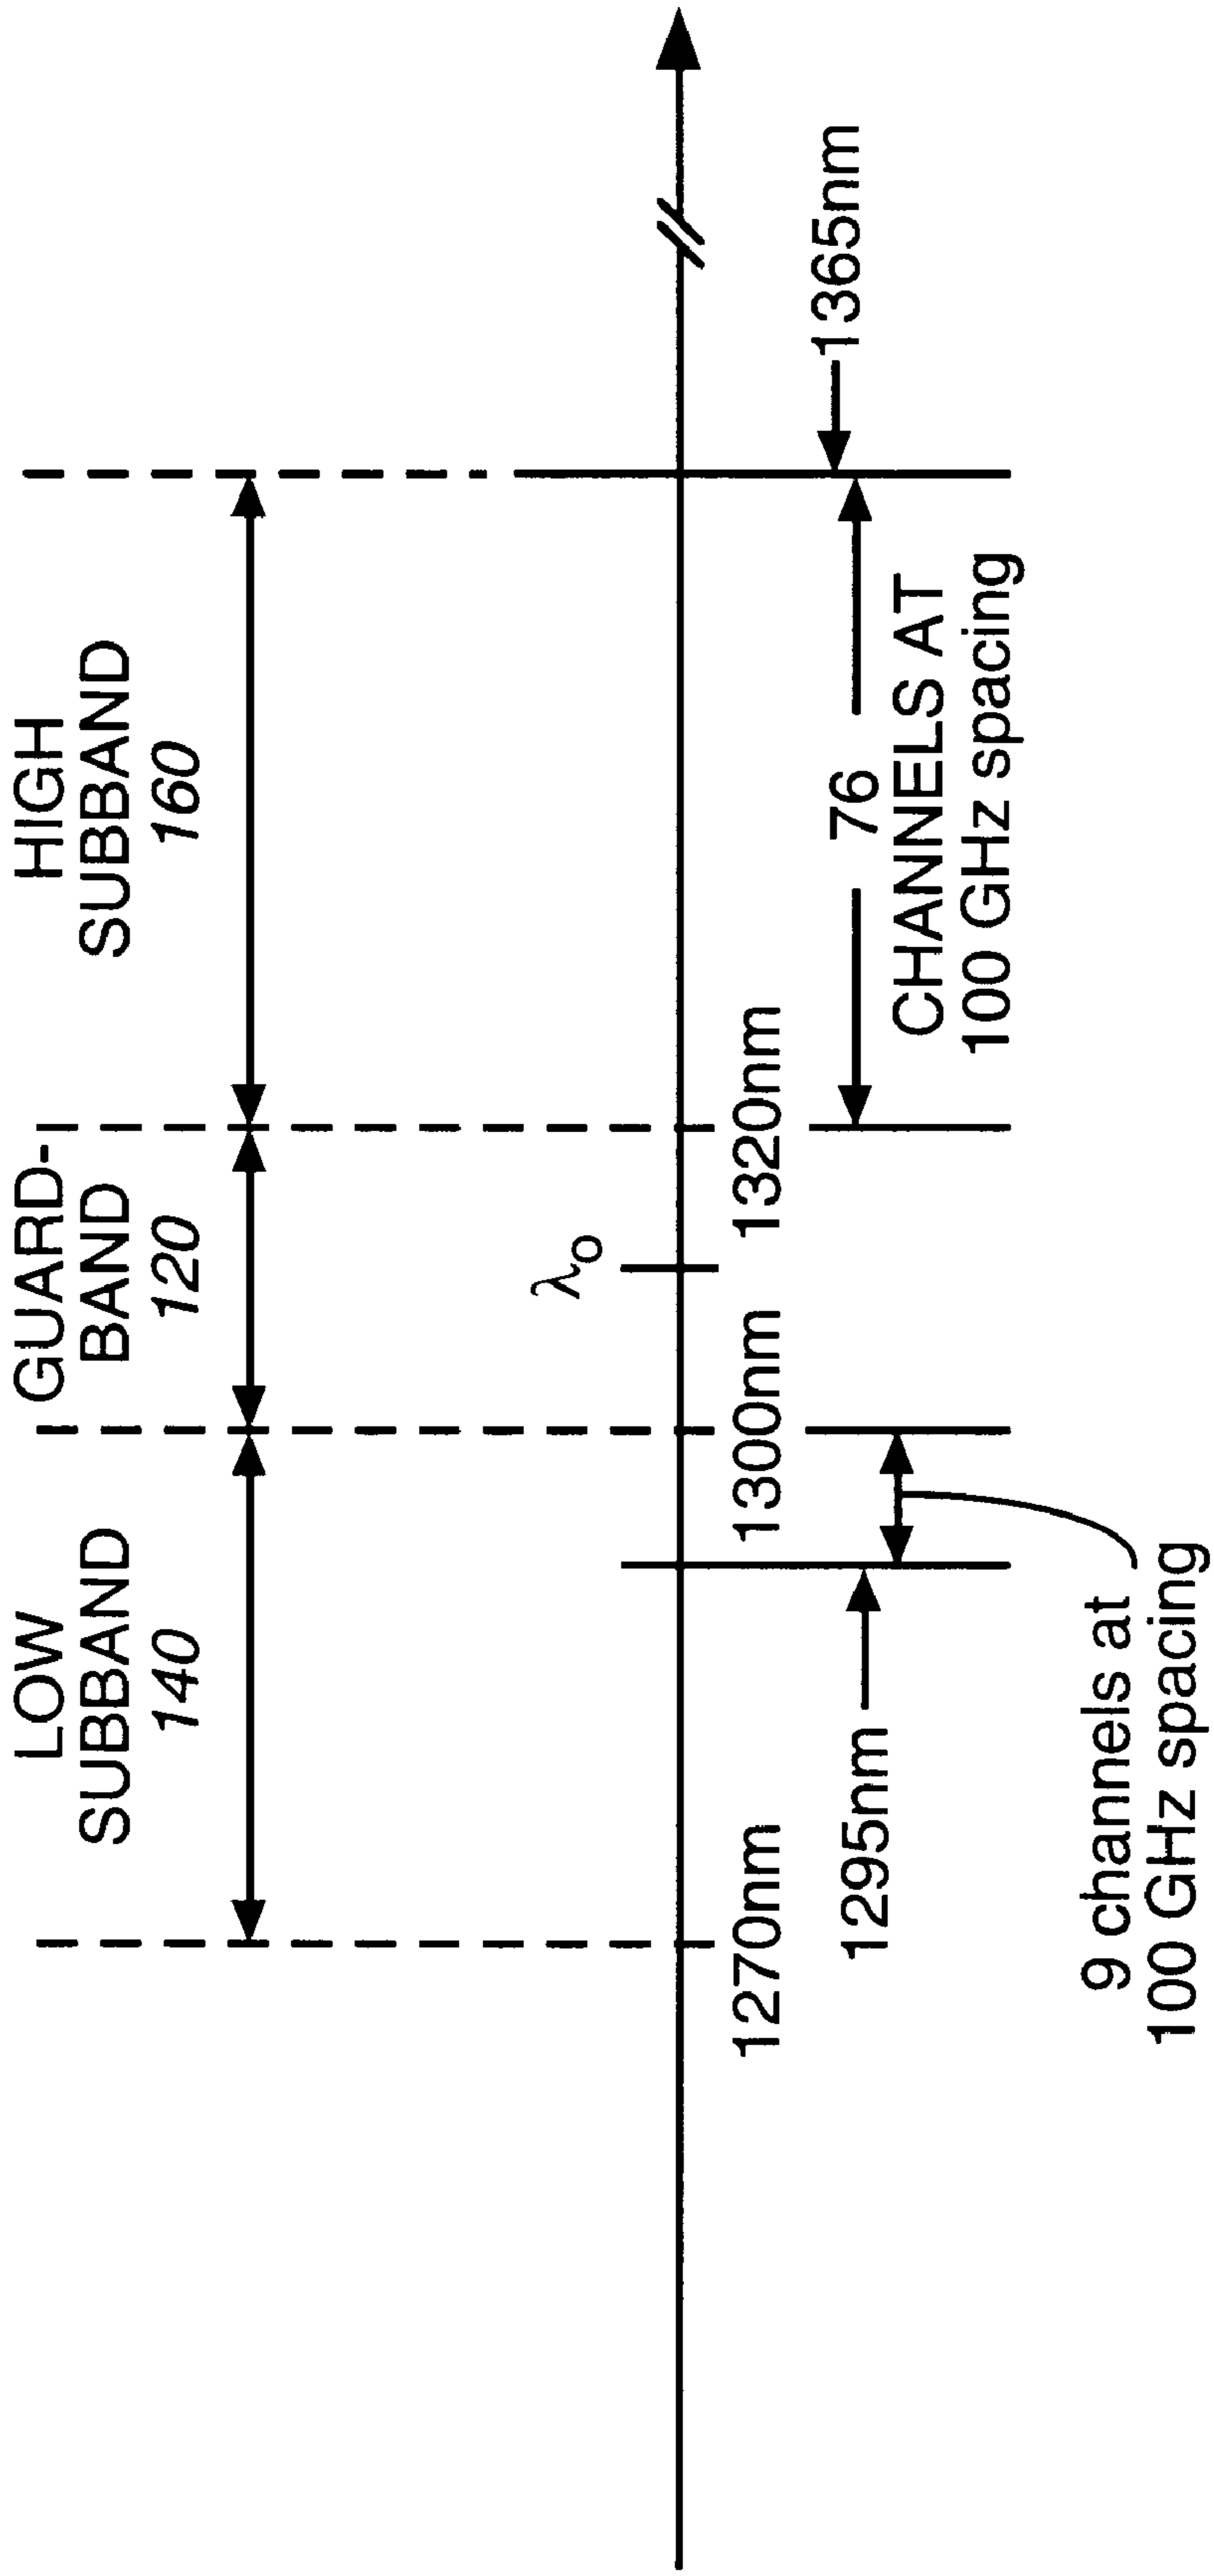 LOW
SUBBAND
140
GUARD-
BAND
120
HIGH
SUBBAND
160
λo
1270nm
1300nm
1320nm
1295nm
1365nm
76
CHANNELS AT
100 GHz spacing
9 channels at
100 GHz spacing